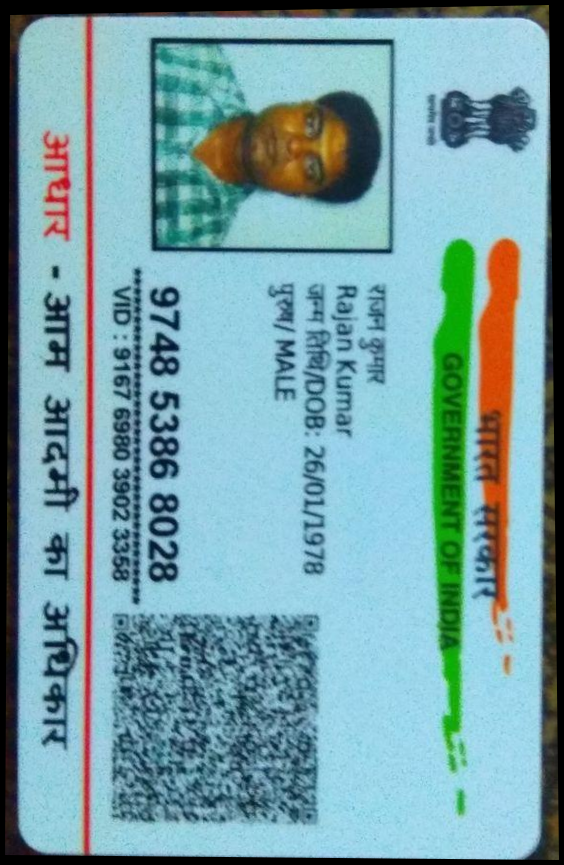 भारत सरकार
GOVERNMENT OF INDIA
राजन कुमार
Rajan Kumar
जन्म तिथि/DOB: 26/01/1978
पुरुष/ MALE
9748 5386 8028
VID : 9167 6980 3902 3358
आधार - आम आदमी का अधिकार